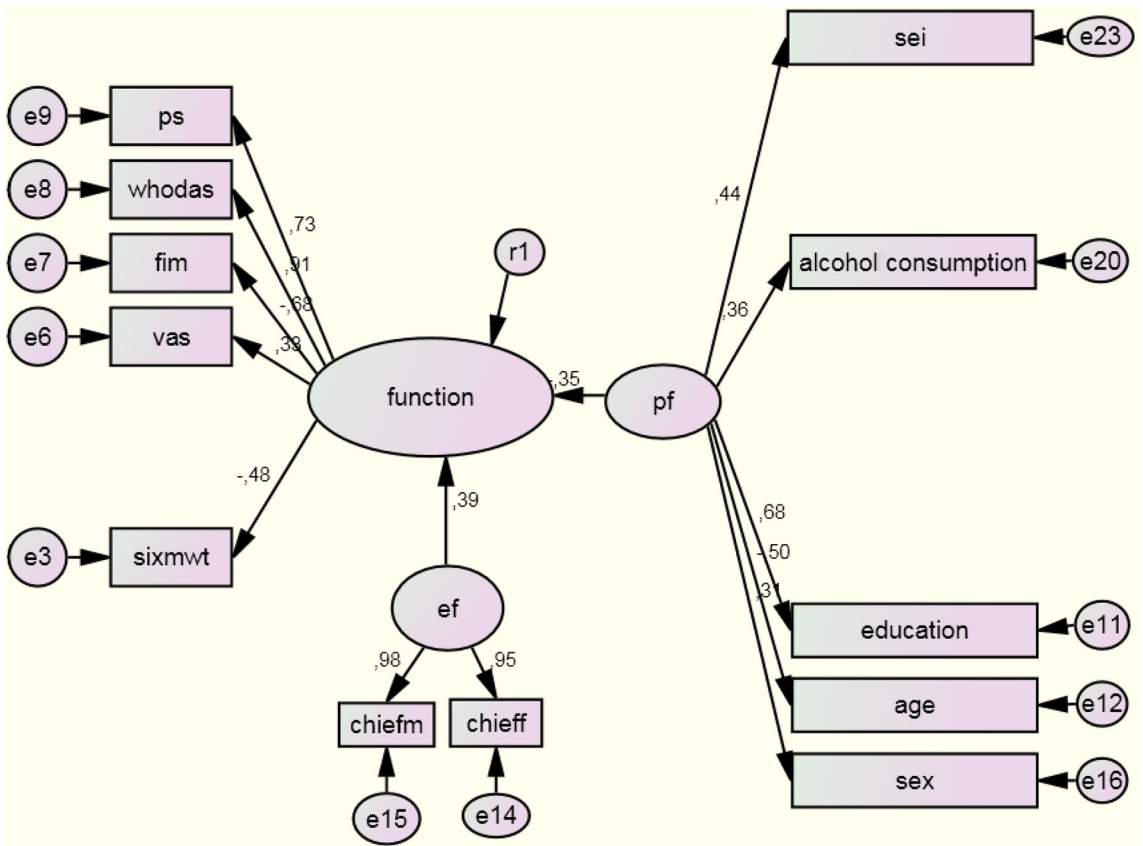 sei
e23
e9
ps
e8
whodas
,44
,73
e7
fim
r1
alcohol consumption
e20
,91
-,68
,36
e6
vas
,33
-,35
function
pf
-,48
,39
,68
-,50
e3
sixmwt
,31
ef
education
e11
,98
,95
age
e12
chiefm
chieff
sex
e16
e15
e14